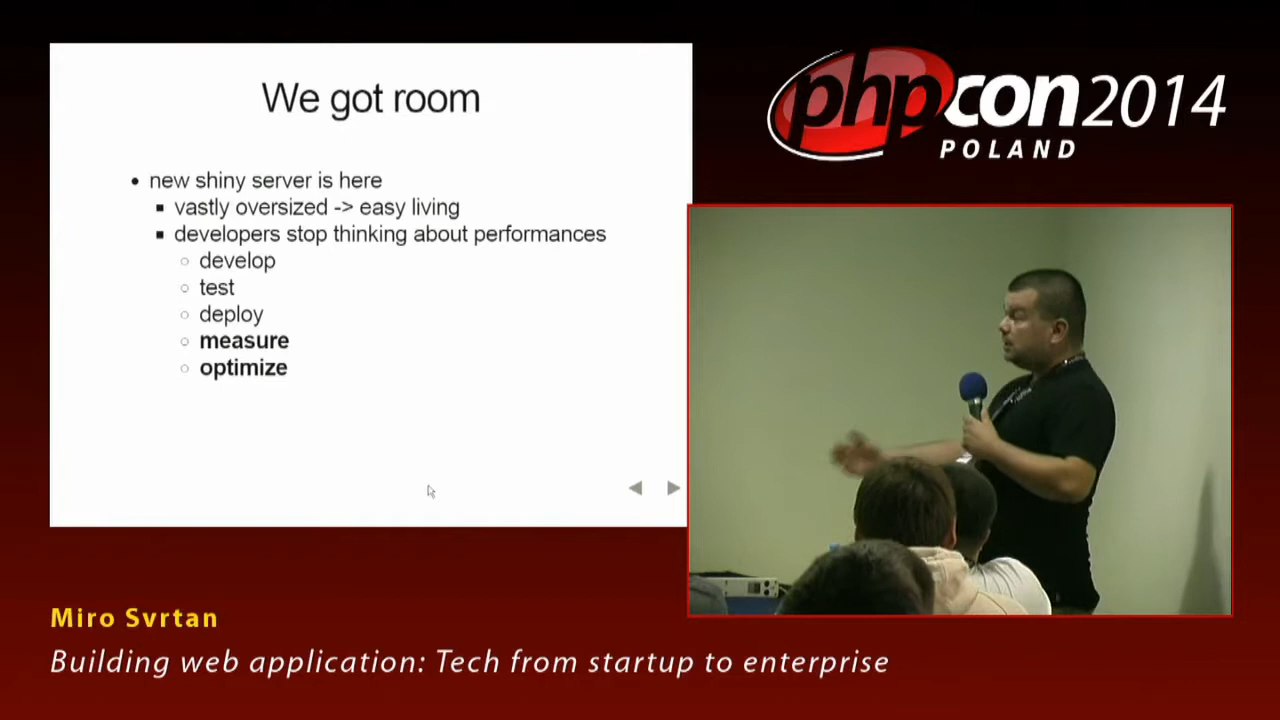 We got room
new shiny server is here
vastly oversized -> easy living
developers stop thinking about performances
develop
test
deploy
measure
optimize
phpcon2014
POLAND
Miro Svrtan
Building web application: Tech from startup to enterprise